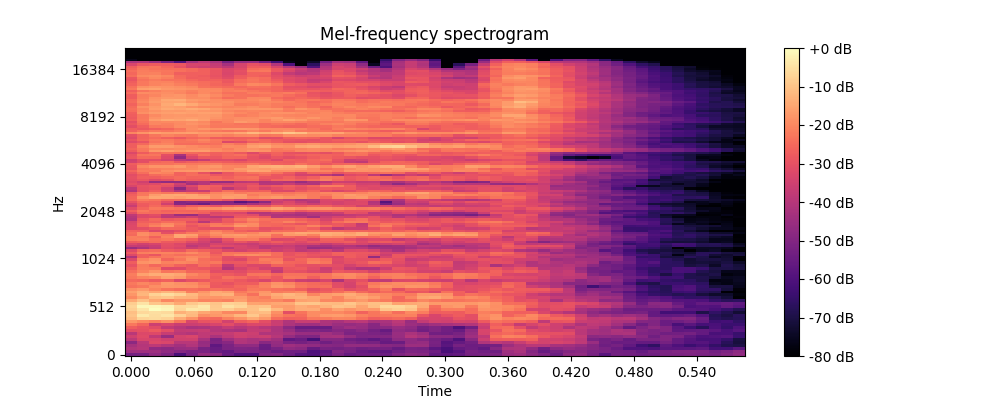 Mel-frequency spectrogram
Hz
16384
8192
4096
2048
1024
512
0
0.000 0.060 0.120 0.180 0.240 0.300 0.360 0.420 0.480 0.540
Time
+0 dB
-10 dB
-20 dB
-30 dB
-40 dB
-50 dB
-60 dB
-70 dB
-80 dB